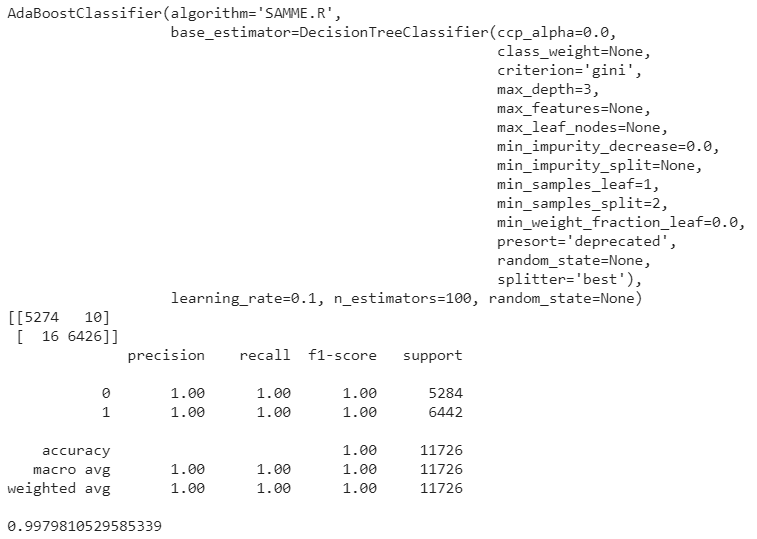 AdaBoostClassifier(algorithm='SAMME.R',
                   base_estimator=DecisionTreeClassifier(ccp_alpha=0.0,
                                                         class_weight=None,
                                                         criterion='gini',
                                                         max_depth=3,
                                                         max_features=None,
                                                         max_leaf_nodes=None,
                                                         min_impurity_decrease=0.0,
                                                         min_impurity_split=None,
                                                         min_samples_leaf=1,
                                                         min_samples_split=2,
                                                         min_weight_fraction_leaf=0.0,
                                                         presort='deprecated',
                                                         random_state=None,
                                                         splitter='best'),
                   learning_rate=0.1, n_estimators=100, random_state=None)
[[5274   10]
 [  16 6426]]
              precision    recall  f1-score   support

           0       1.00      1.00      1.00      5284
           1       1.00      1.00      1.00      6442

    accuracy                           1.00     11726
   macro avg       1.00      1.00      1.00     11726
weighted avg       1.00      1.00      1.00     11726

0.9979810529585339